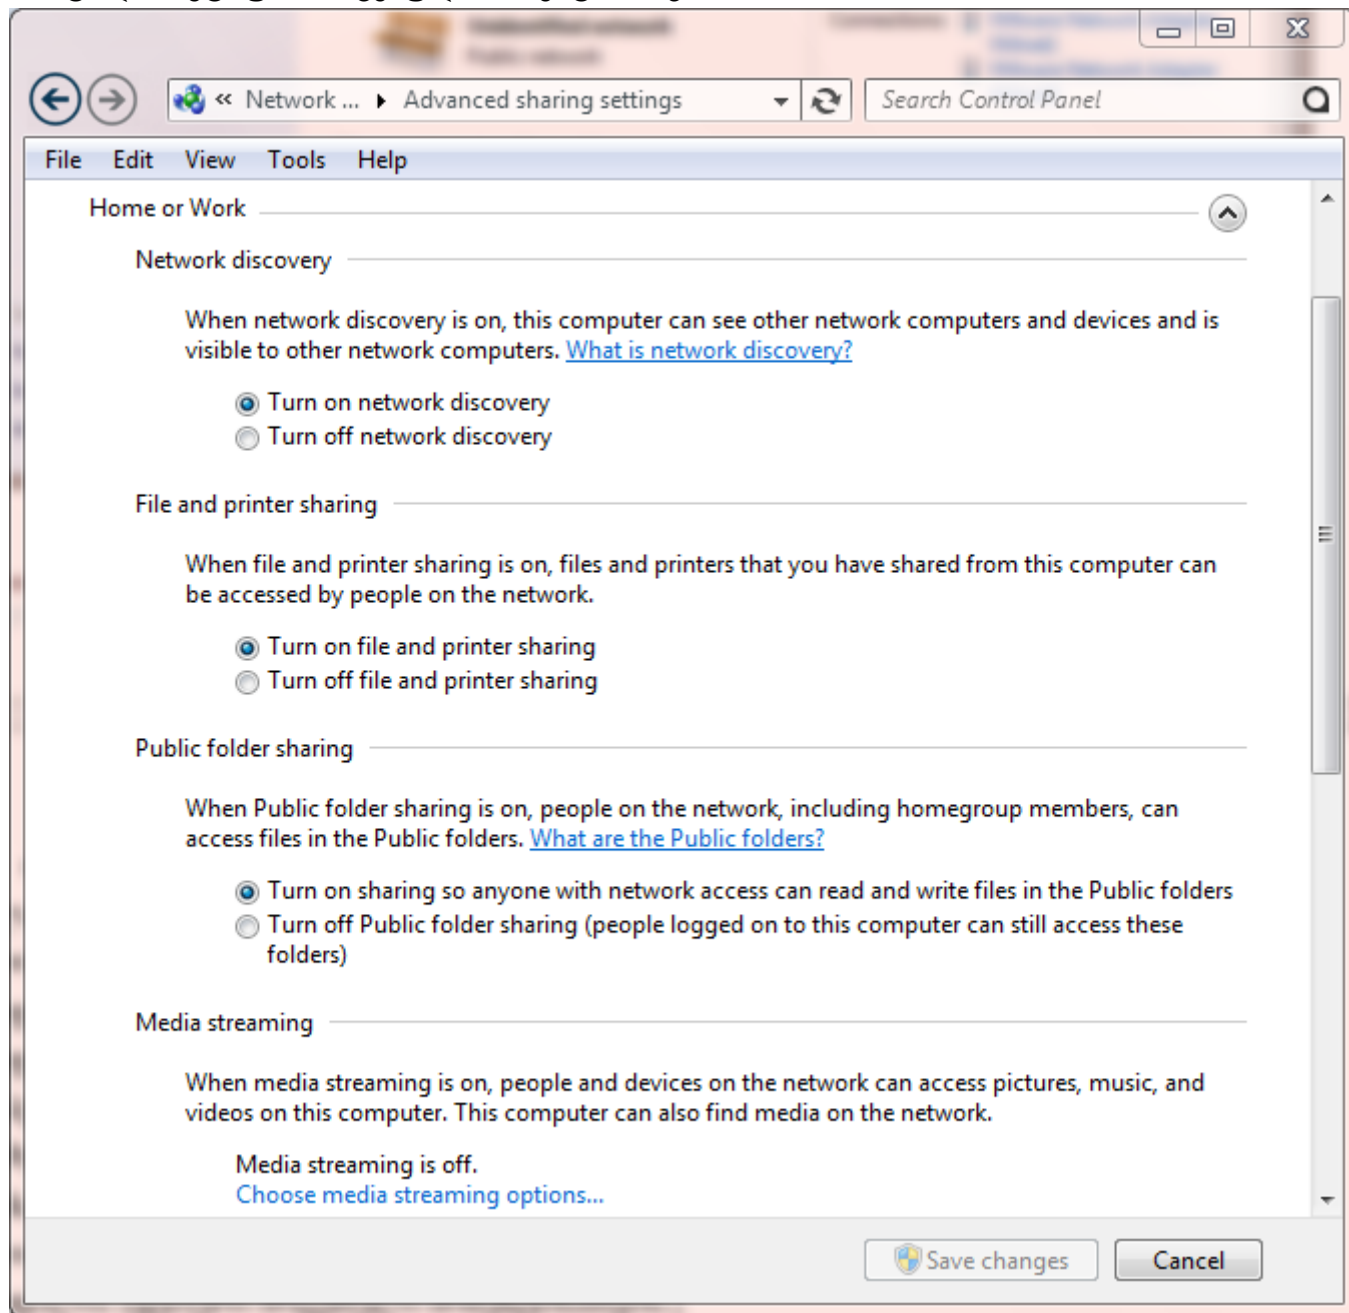 « Network ... ▸ Advanced sharing settings
Search Control Panel
File Edit View Tools Help
Home or Work
Network discovery
When network discovery is on, this computer can see other network computers and devices and is
visible to other network computers. What is network discovery?
Turn on network discovery
Turn off network discovery
File and printer sharing
When file and printer sharing is on, files and printers that you have shared from this computer can
be accessed by people on the network.
Turn on file and printer sharing
Turn off file and printer sharing
Public folder sharing
When Public folder sharing is on, people on the network, including homegroup members, can
access files in the Public folders. What are the Public folders?
Turn on sharing so anyone with network access can read and write files in the Public folders
Turn off Public folder sharing (people logged on to this computer can still access these
folders)
Media streaming
When media streaming is on, people and devices on the network can access pictures, music, and
videos on this computer. This computer can also find media on the network.
Media streaming is off.
Choose media streaming options...
Save changes
Cancel